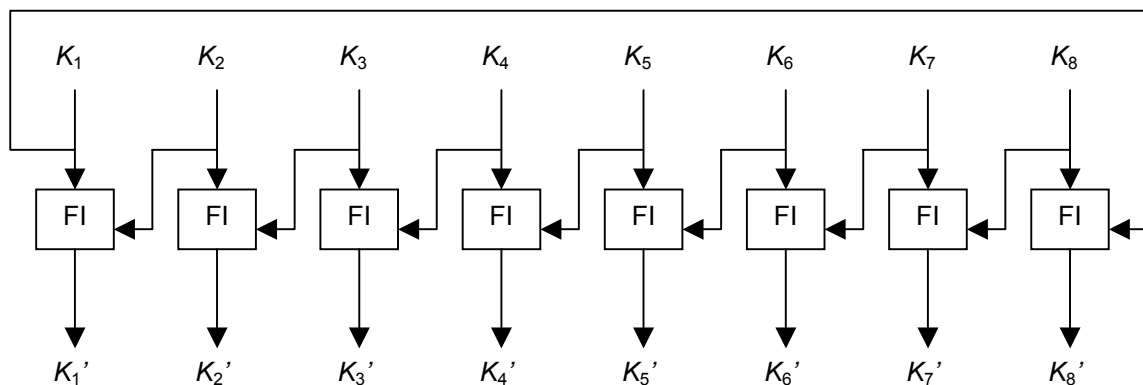 K₁ K₂ K₃ K₄ K₅ K₆ K₇ K₈
FI FI FI FI FI FI FI FI
K₁’ K₂’ K₃’ K₄’ K₅’ K₆’ K₇’ K₈’